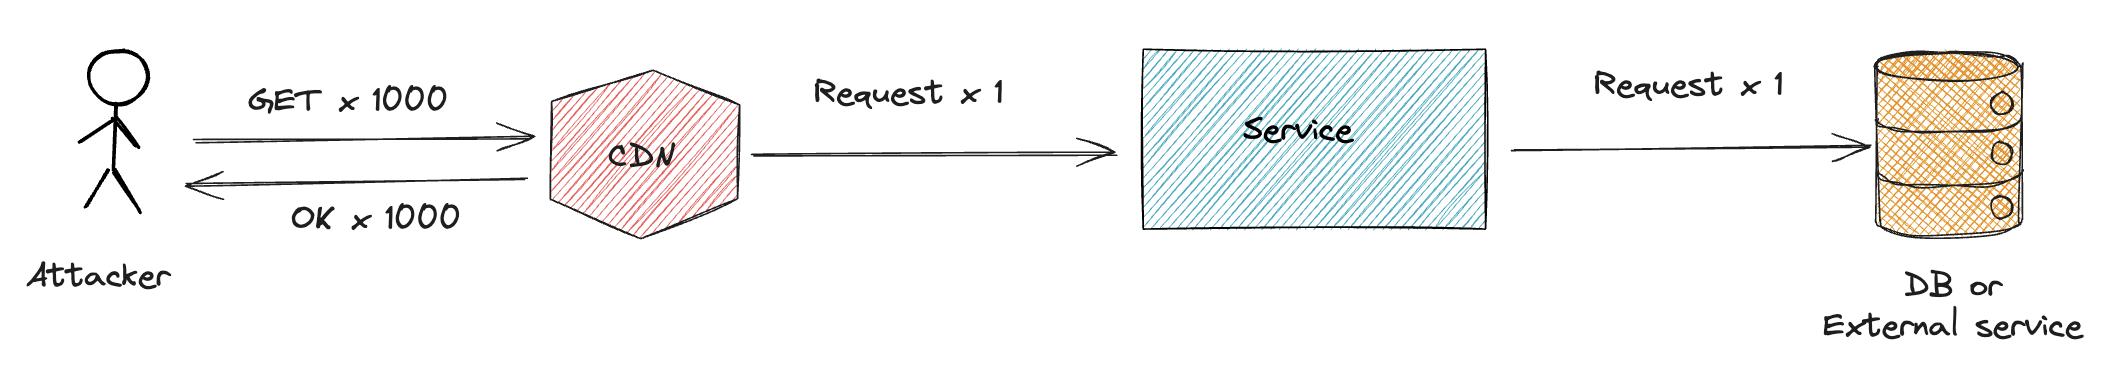 GET x 1000
OK x 1000
Attacker
CDN
Request x 1
Service
Request x 1
DB or
External service